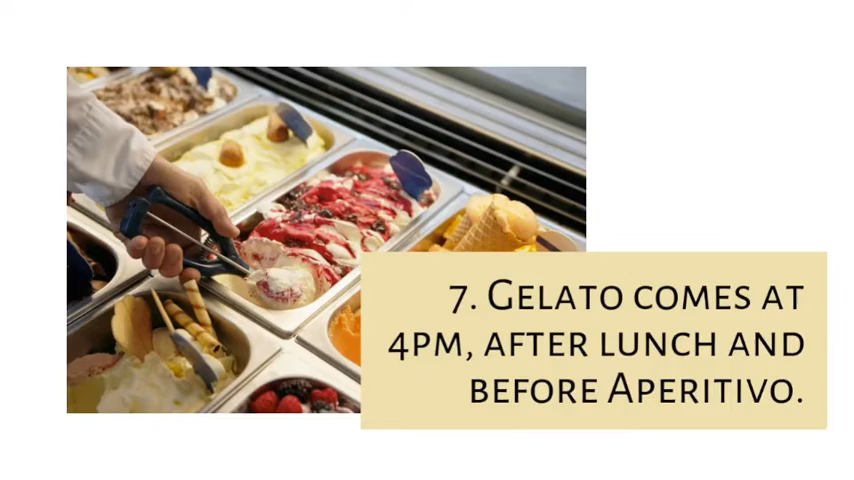 7. Gelato comes at
4pm, after lunch and
before Aperitivo.